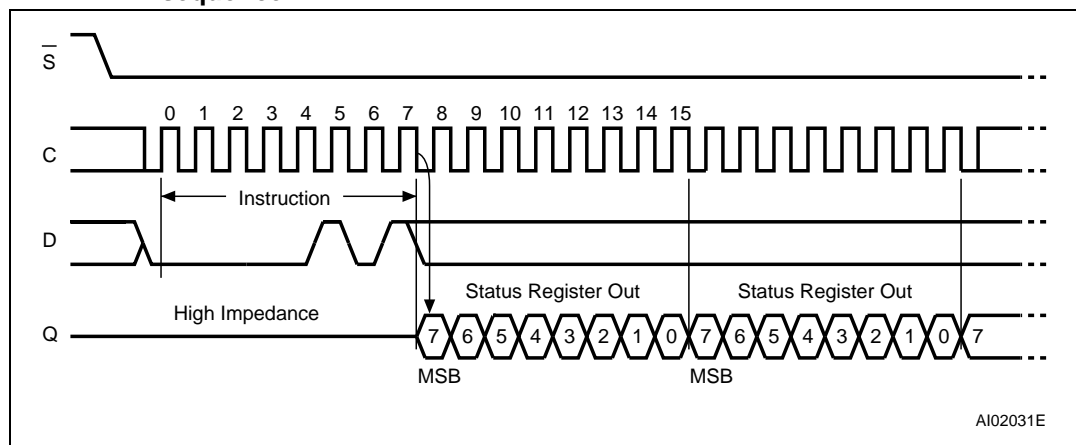 S
0 1 2 3 4 5 6 7 8 9 10 11 12 13 14 15
C
Instruction
D
Status Register Out Status Register Out
High Impedance
Q 7 6 5 4 3 2 1 0 7 6 5 4 3 2 1 0 7
MSB MSB
AI02031E